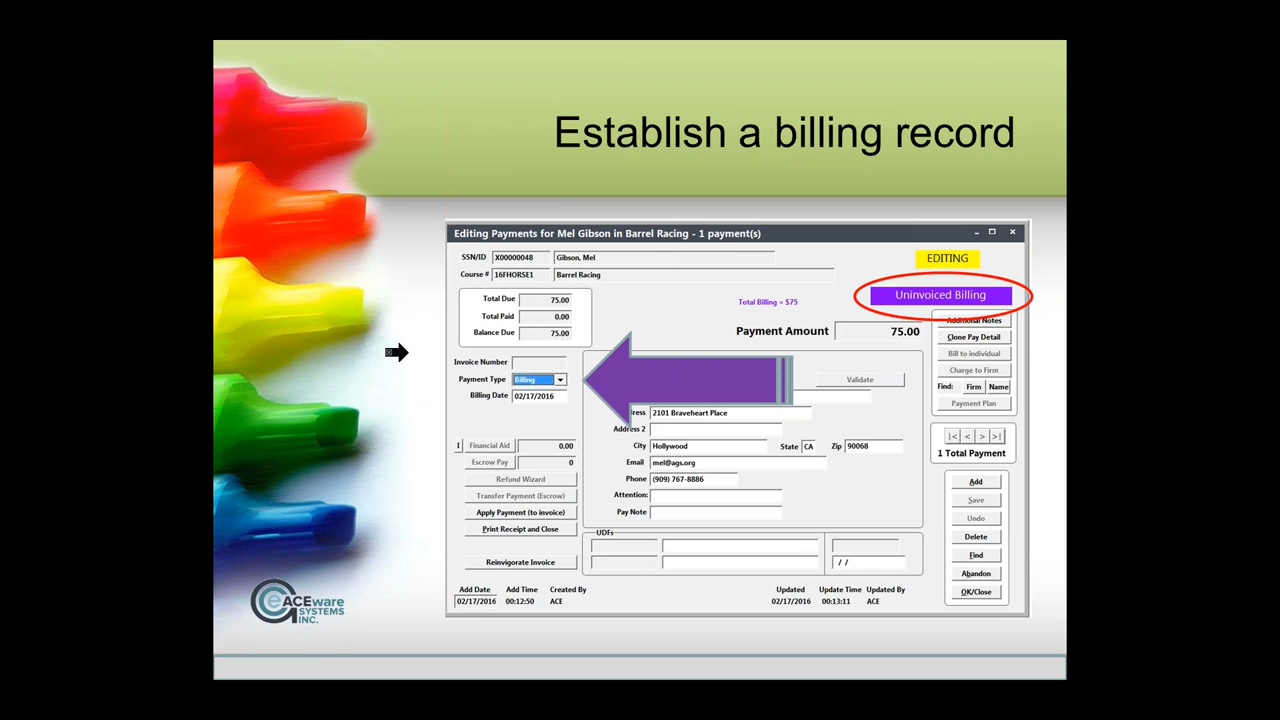 Establish a billing record
Editing Payments for Mel Gibson in Barrel Racing - 1 payment(s)
SSN/ID X00000048 Gibson, Mel
EDITING
Course # 16FHORSE1 Barrel Racing
Uninvoiced Billing
Total Due 75.00
Total Billing = $75
Total Paid 0.00
Additional Notes
Balance Due 75.00
Payment Amount 75.00
Clone Pay Detail
Bill to individual
Invoice Number
Charge to Firm
Payment Type Billing
Validate
Find: Firm Name
Billing Date 02/17/2016
Payment Plan
ress 2101 Braveheart Place
Address 2
|< < > >|
I Financial Aid 0.00
City Hollywood State CA Zip 90068
1 Total Payment
Escrow Pay 0
Email mel@ags.org
Refund Wizard
Phone (909) 767-8886
Add
Transfer Payment (Escrow)
Attention:
Save
Apply Payment (to invoice)
Pay Note
Undo
Print Receipt and Close
UDFs
Delete
Find
Reinvigorate Invoice
/ /
Abandon
Add Date Add Time Created By
Updated Update Time Updated By
OK/Close
02/17/2016 00:12:50 ACE
02/17/2016 00:13:11 ACE
eACEware
SYSTEMS
INC.